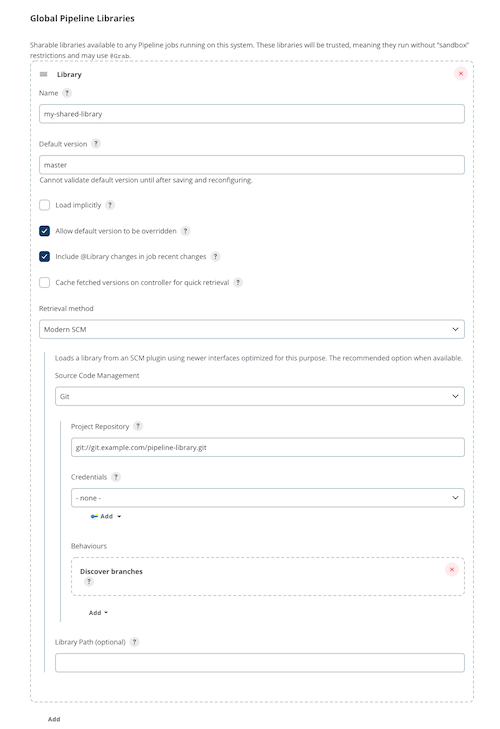 Global Pipeline Libraries
Sharable libraries available to any Pipeline jobs running on this system. These libraries will be trusted, meaning they run without "sandbox"
restrictions and may use @Grab.
Library
Name ?
my-shared-library
Default version ?
master
Cannot validate default version until after saving and reconfiguring.
Load implicitly ?
Allow default version to be overridden ?
Include @Library changes in job recent changes ?
Cache fetched versions on controller for quick retrieval ?
Retrieval method
Modern SCM
Loads a library from an SCM plugin using newer interfaces optimized for this purpose. The recommended option when available.
Source Code Management
Git
Project Repository ?
git://git.example.com/pipeline-library.git
Credentials ?
- none -
Add
Behaviours
Discover branches
?
Add
Library Path (optional) ?
Add